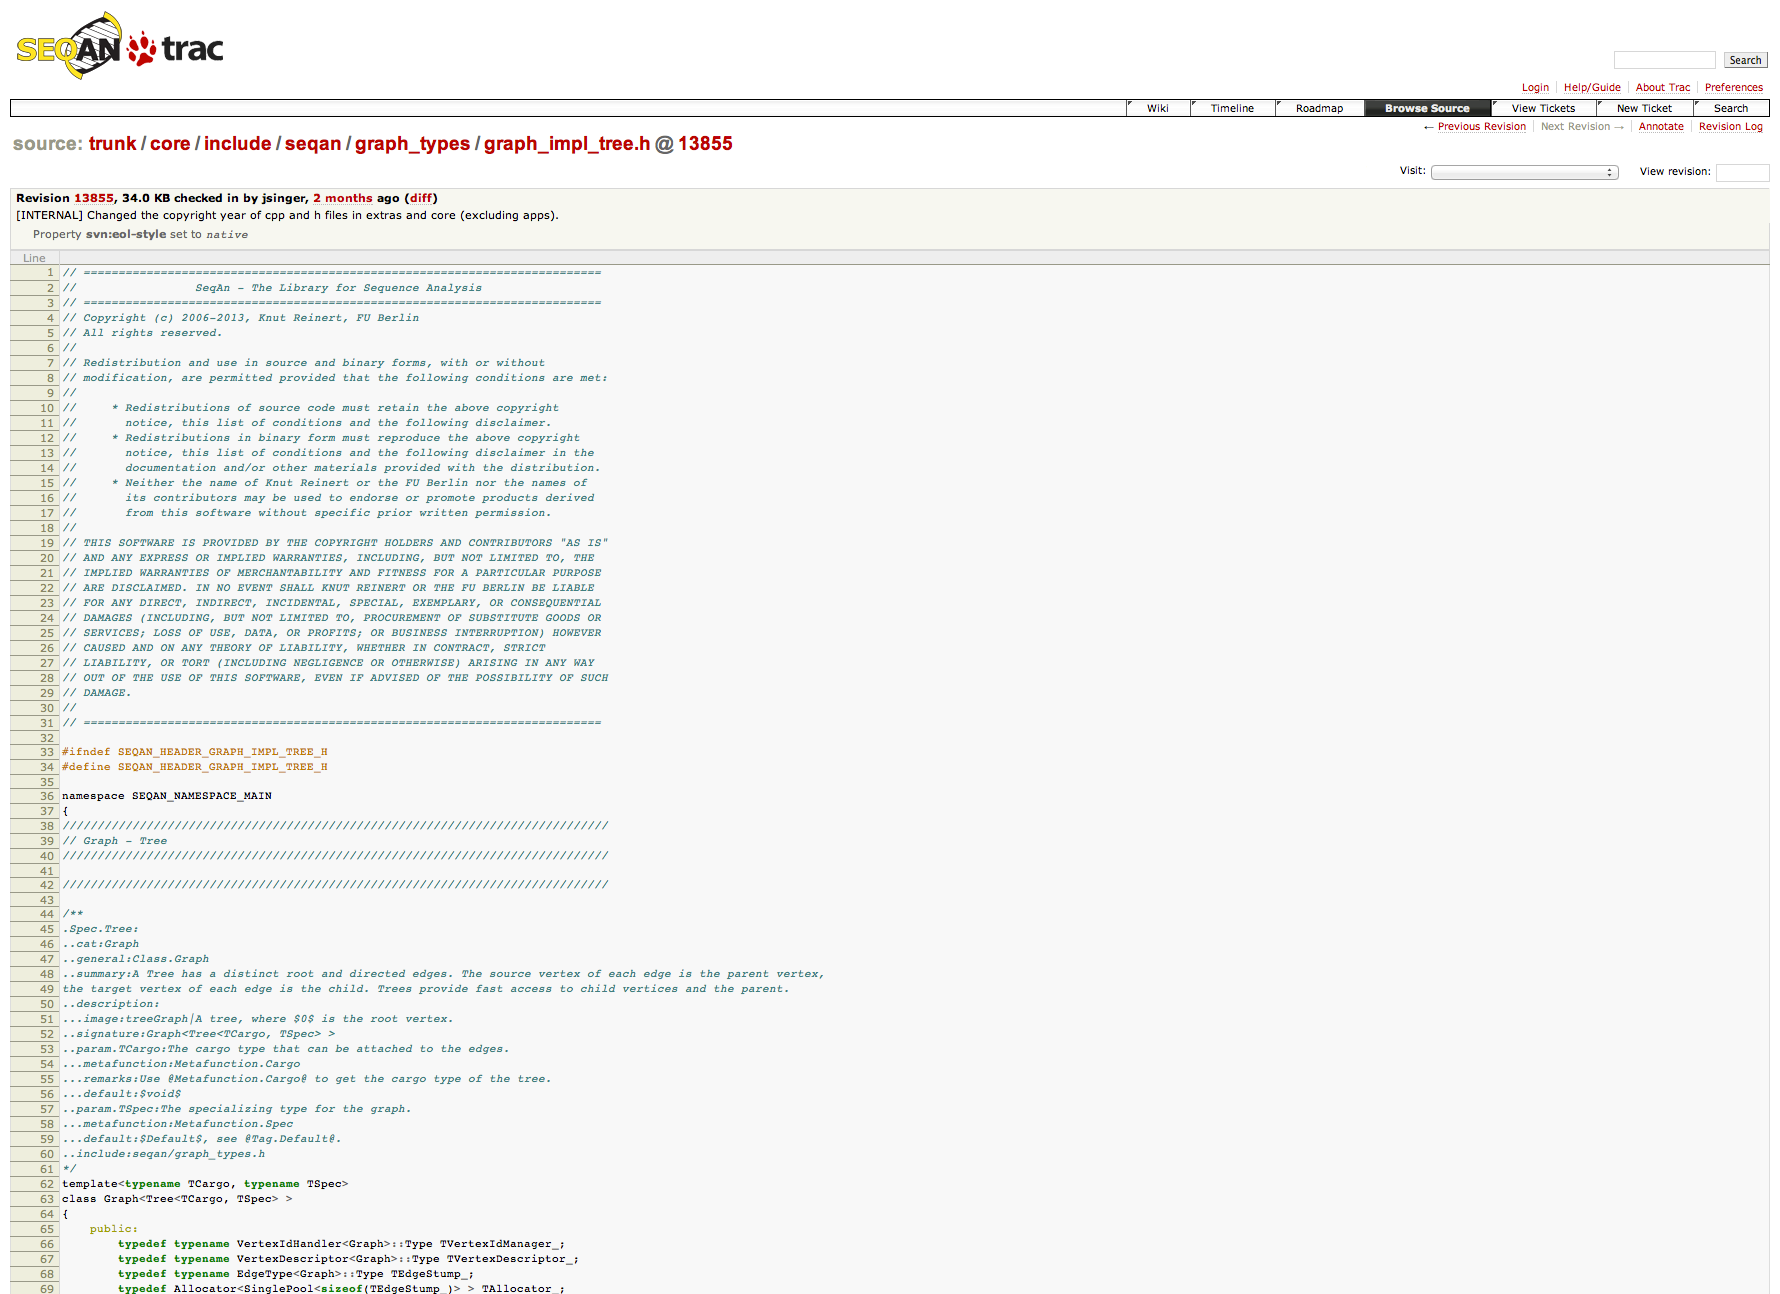 SEQAN trac
Search
Login Help/Guide About Trac Preferences
Wiki Timeline Roadmap Browse Source View Tickets New Ticket Search
← Previous Revision Next Revision → Annotate Revision Log
source: trunk / core / include / seqan / graph_types / graph_impl_tree.h @ 13855
Visit: View revision:
Revision 13855, 34.0 KB checked in by jsinger, 2 months ago (diff)
[INTERNAL] Changed the copyright year of cpp and h files in extras and core (excluding apps).
Property svn:eol-style set to native
Line
1 // ==========================================================================
2 //                 SeqAn - The Library for Sequence Analysis
3 // ==========================================================================
4 // Copyright (c) 2006-2013, Knut Reinert, FU Berlin
5 // All rights reserved.
6 //
7 // Redistribution and use in source and binary forms, with or without
8 // modification, are permitted provided that the following conditions are met:
9 //
10 //     * Redistributions of source code must retain the above copyright
11 //       notice, this list of conditions and the following disclaimer.
12 //     * Redistributions in binary form must reproduce the above copyright
13 //       notice, this list of conditions and the following disclaimer in the
14 //       documentation and/or other materials provided with the distribution.
15 //     * Neither the name of Knut Reinert or the FU Berlin nor the names of
16 //       its contributors may be used to endorse or promote products derived
17 //       from this software without specific prior written permission.
18 //
19 // THIS SOFTWARE IS PROVIDED BY THE COPYRIGHT HOLDERS AND CONTRIBUTORS "AS IS"
20 // AND ANY EXPRESS OR IMPLIED WARRANTIES, INCLUDING, BUT NOT LIMITED TO, THE
21 // IMPLIED WARRANTIES OF MERCHANTABILITY AND FITNESS FOR A PARTICULAR PURPOSE
22 // ARE DISCLAIMED. IN NO EVENT SHALL KNUT REINERT OR THE FU BERLIN BE LIABLE
23 // FOR ANY DIRECT, INDIRECT, INCIDENTAL, SPECIAL, EXEMPLARY, OR CONSEQUENTIAL
24 // DAMAGES (INCLUDING, BUT NOT LIMITED TO, PROCUREMENT OF SUBSTITUTE GOODS OR
25 // SERVICES; LOSS OF USE, DATA, OR PROFITS; OR BUSINESS INTERRUPTION) HOWEVER
26 // CAUSED AND ON ANY THEORY OF LIABILITY, WHETHER IN CONTRACT, STRICT
27 // LIABILITY, OR TORT (INCLUDING NEGLIGENCE OR OTHERWISE) ARISING IN ANY WAY
28 // OUT OF THE USE OF THIS SOFTWARE, EVEN IF ADVISED OF THE POSSIBILITY OF SUCH
29 // DAMAGE.
30 //
31 // ==========================================================================
32
33 #ifndef SEQAN_HEADER_GRAPH_IMPL_TREE_H
34 #define SEQAN_HEADER_GRAPH_IMPL_TREE_H
35
36 namespace SEQAN_NAMESPACE_MAIN
37 {
38 //////////////////////////////////////////////////////////////////////////////
39 // Graph - Tree
40 //////////////////////////////////////////////////////////////////////////////
41
42 //////////////////////////////////////////////////////////////////////////////
43
44 /**
45 .Spec.Tree:
46 ..cat:Graph
47 ..general:Class.Graph
48 ..summary:A Tree has a distinct root and directed edges. The source vertex of each edge is the parent vertex,
49 the target vertex of each edge is the child. Trees provide fast access to child vertices and the parent.
50 ..description:
51 ...image:treeGraph|A tree, where $0$ is the root vertex.
52 ..signature:Graph<Tree<TCargo, TSpec> >
53 ..param.TCargo:The cargo type that can be attached to the edges.
54 ...metafunction:Metafunction.Cargo
55 ...remarks:Use @Metafunction.Cargo@ to get the cargo type of the tree.
56 ...default:$void$
57 ..param.TSpec:The specializing type for the graph.
58 ...metafunction:Metafunction.Spec
59 ...default:$Default$, see @Tag.Default@.
60 ..include:seqan/graph_types.h
61 */
62 template<typename TCargo, typename TSpec>
63 class Graph<Tree<TCargo, TSpec> >
64 {
65     public:
66         typedef typename VertexIdHandler<Graph>::Type TVertexIdManager_;
67         typedef typename VertexDescriptor<Graph>::Type TVertexDescriptor_;
68         typedef typename EdgeType<Graph>::Type TEdgeStump_;
69         typedef Allocator<SinglePool<sizeof(TEdgeStump_)> > TAllocator_;